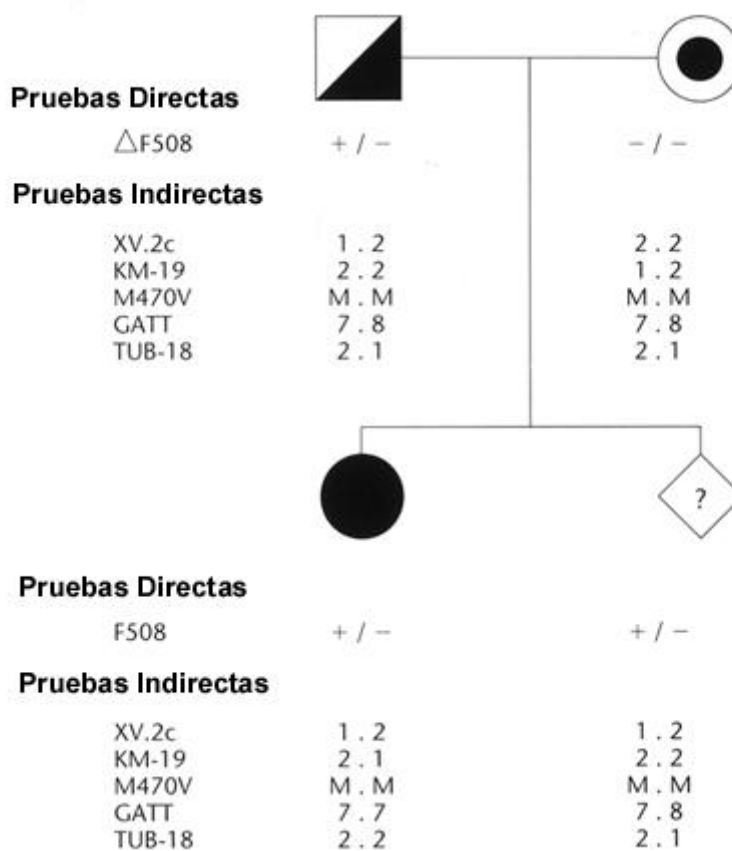 Pruebas Directas
△F508 + / − − / −
Pruebas Indirectas
XV.2c 1 . 2 2 . 2
KM-19 2 . 2 1 . 2
M470V M . M M . M
GATT 7 . 8 7 . 8
TUB-18 2 . 1 2 . 1
?
Pruebas Directas
F508 + / − + / −
Pruebas Indirectas
XV.2c 1 . 2 1 . 2
KM-19 2 . 1 2 . 2
M470V M . M M . M
GATT 7 . 7 7 . 8
TUB-18 2 . 2 2 . 1